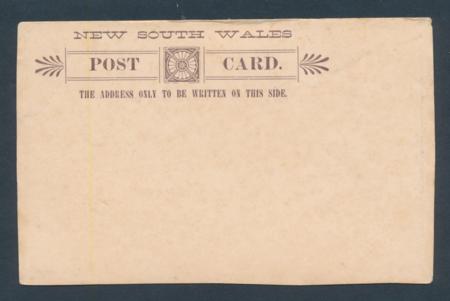 NEW SOUTH WALES
POST CARD.
THE ADDRESS ONLY TO BE WRITTEN ON THIS SIDE.